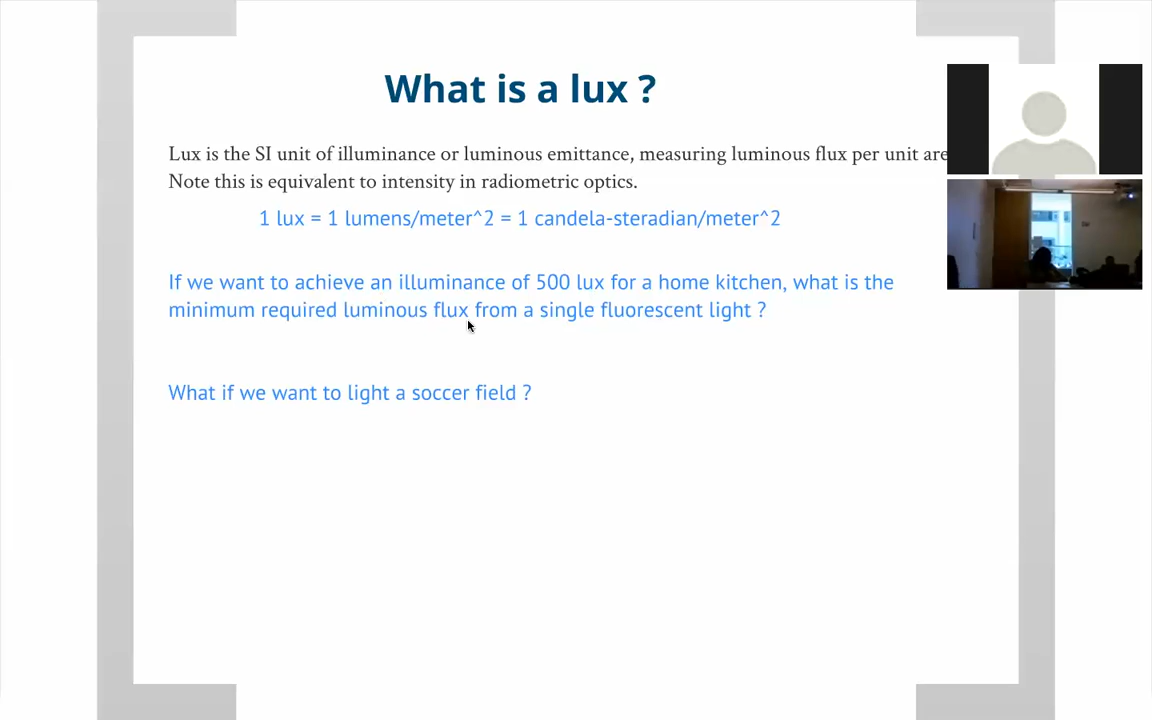 What is a lux ?
Lux is the SI unit of illuminance or luminous emittance, measuring luminous flux per unit are
Note this is equivalent to intensity in radiometric optics.
1 lux = 1 lumens/meter^2 = 1 candela-steradian/meter^2
If we want to achieve an illuminance of 500 lux for a home kitchen, what is the
minimum required luminous flux from a single fluorescent light ?
What if we want to light a soccer field ?